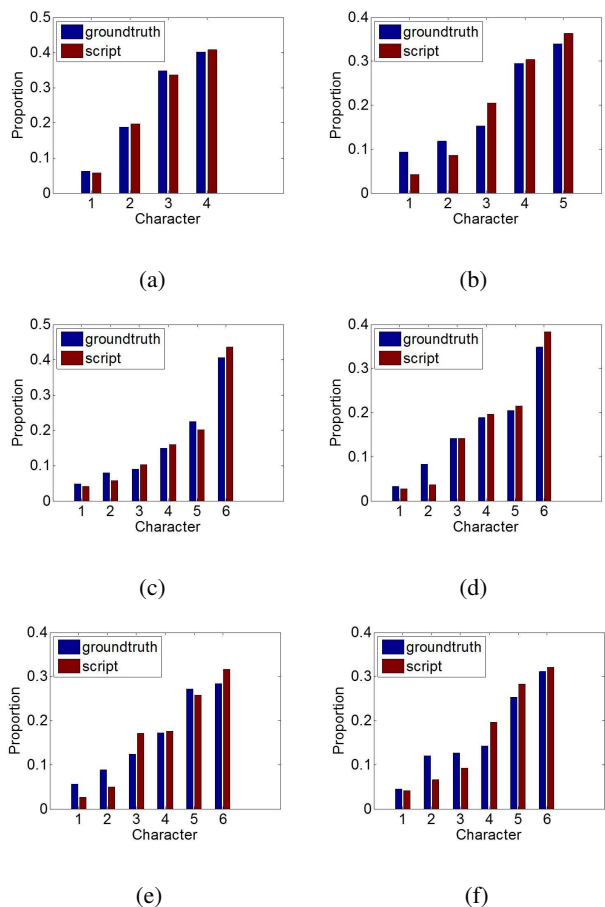 0.5
0.4
0.3
0.2
0.1
0
Proportion
groundtruth
script
1 2 3 4
Character
(a)
0.4
0.3
0.2
0.1
0
Proportion
groundtruth
script
1 2 3 4 5
Character
(b)
0.5
0.4
0.3
0.2
0.1
0
Proportion
groundtruth
script
1 2 3 4 5 6
Character
(c)
0.4
0.3
0.2
0.1
0
Proportion
groundtruth
script
1 2 3 4 5 6
Character
(d)
0.4
0.3
0.2
0.1
0
Proportion
groundtruth
script
1 2 3 4 5 6
Character
(e)
0.4
0.3
0.2
0.1
0
Proportion
groundtruth
script
1 2 3 4 5 6
Character
(f)